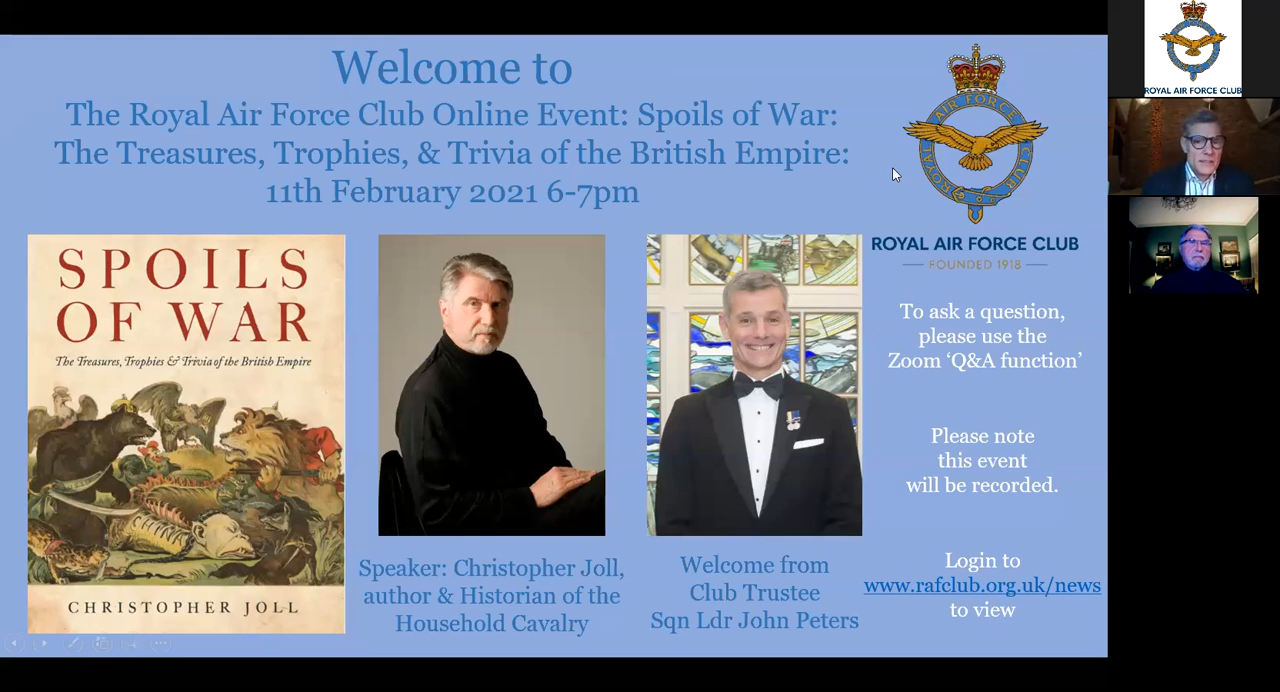 Welcome to
The Royal Air Force Club Online Event: Spoils of War:
The Treasures, Trophies, & Trivia of the British Empire:
11th February 2021 6-7pm
SPOILS
OF WAR
The Treasures, Trophies & Trivia of the British Empire
CHRISTOPHER JOLL
Speaker: Christopher Joll,
author & Historian of the
Household Cavalry
Welcome from
Club Trustee
Sqn Ldr John Peters
ROYAL AIR FORCE CLUB
ROYAL AIR FORCE CLUB
FOUNDED 1918
To ask a question,
please use the
Zoom ‘Q&A function’
Please note
this event
will be recorded.
Login to
www.rafclub.org.uk/news
to view
ROYAL AIR FORCE CLUB